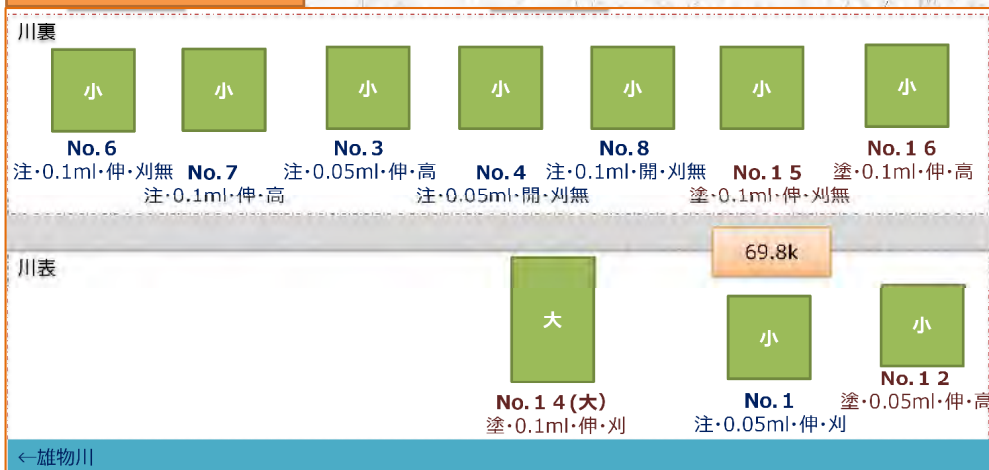 川裏
小
小
小
小
小
小
小
No.6
注・0.1ml・伸・刈無
No.7
注・0.1ml・伸・高
No.3
注・0.05ml・伸・高
No.4
注・0.05ml・開・刈無
No.8
注・0.1ml・開・刈無
No.15
塗・0.1ml・伸・刈無
No.16
塗・0.1ml・伸・高
69.8k
川表
大
小
小
No.14(大)
塗・0.1ml・伸・刈
No.1
注・0.05ml・伸・刈
No.12
塗・0.05ml・伸・高
←雄物川